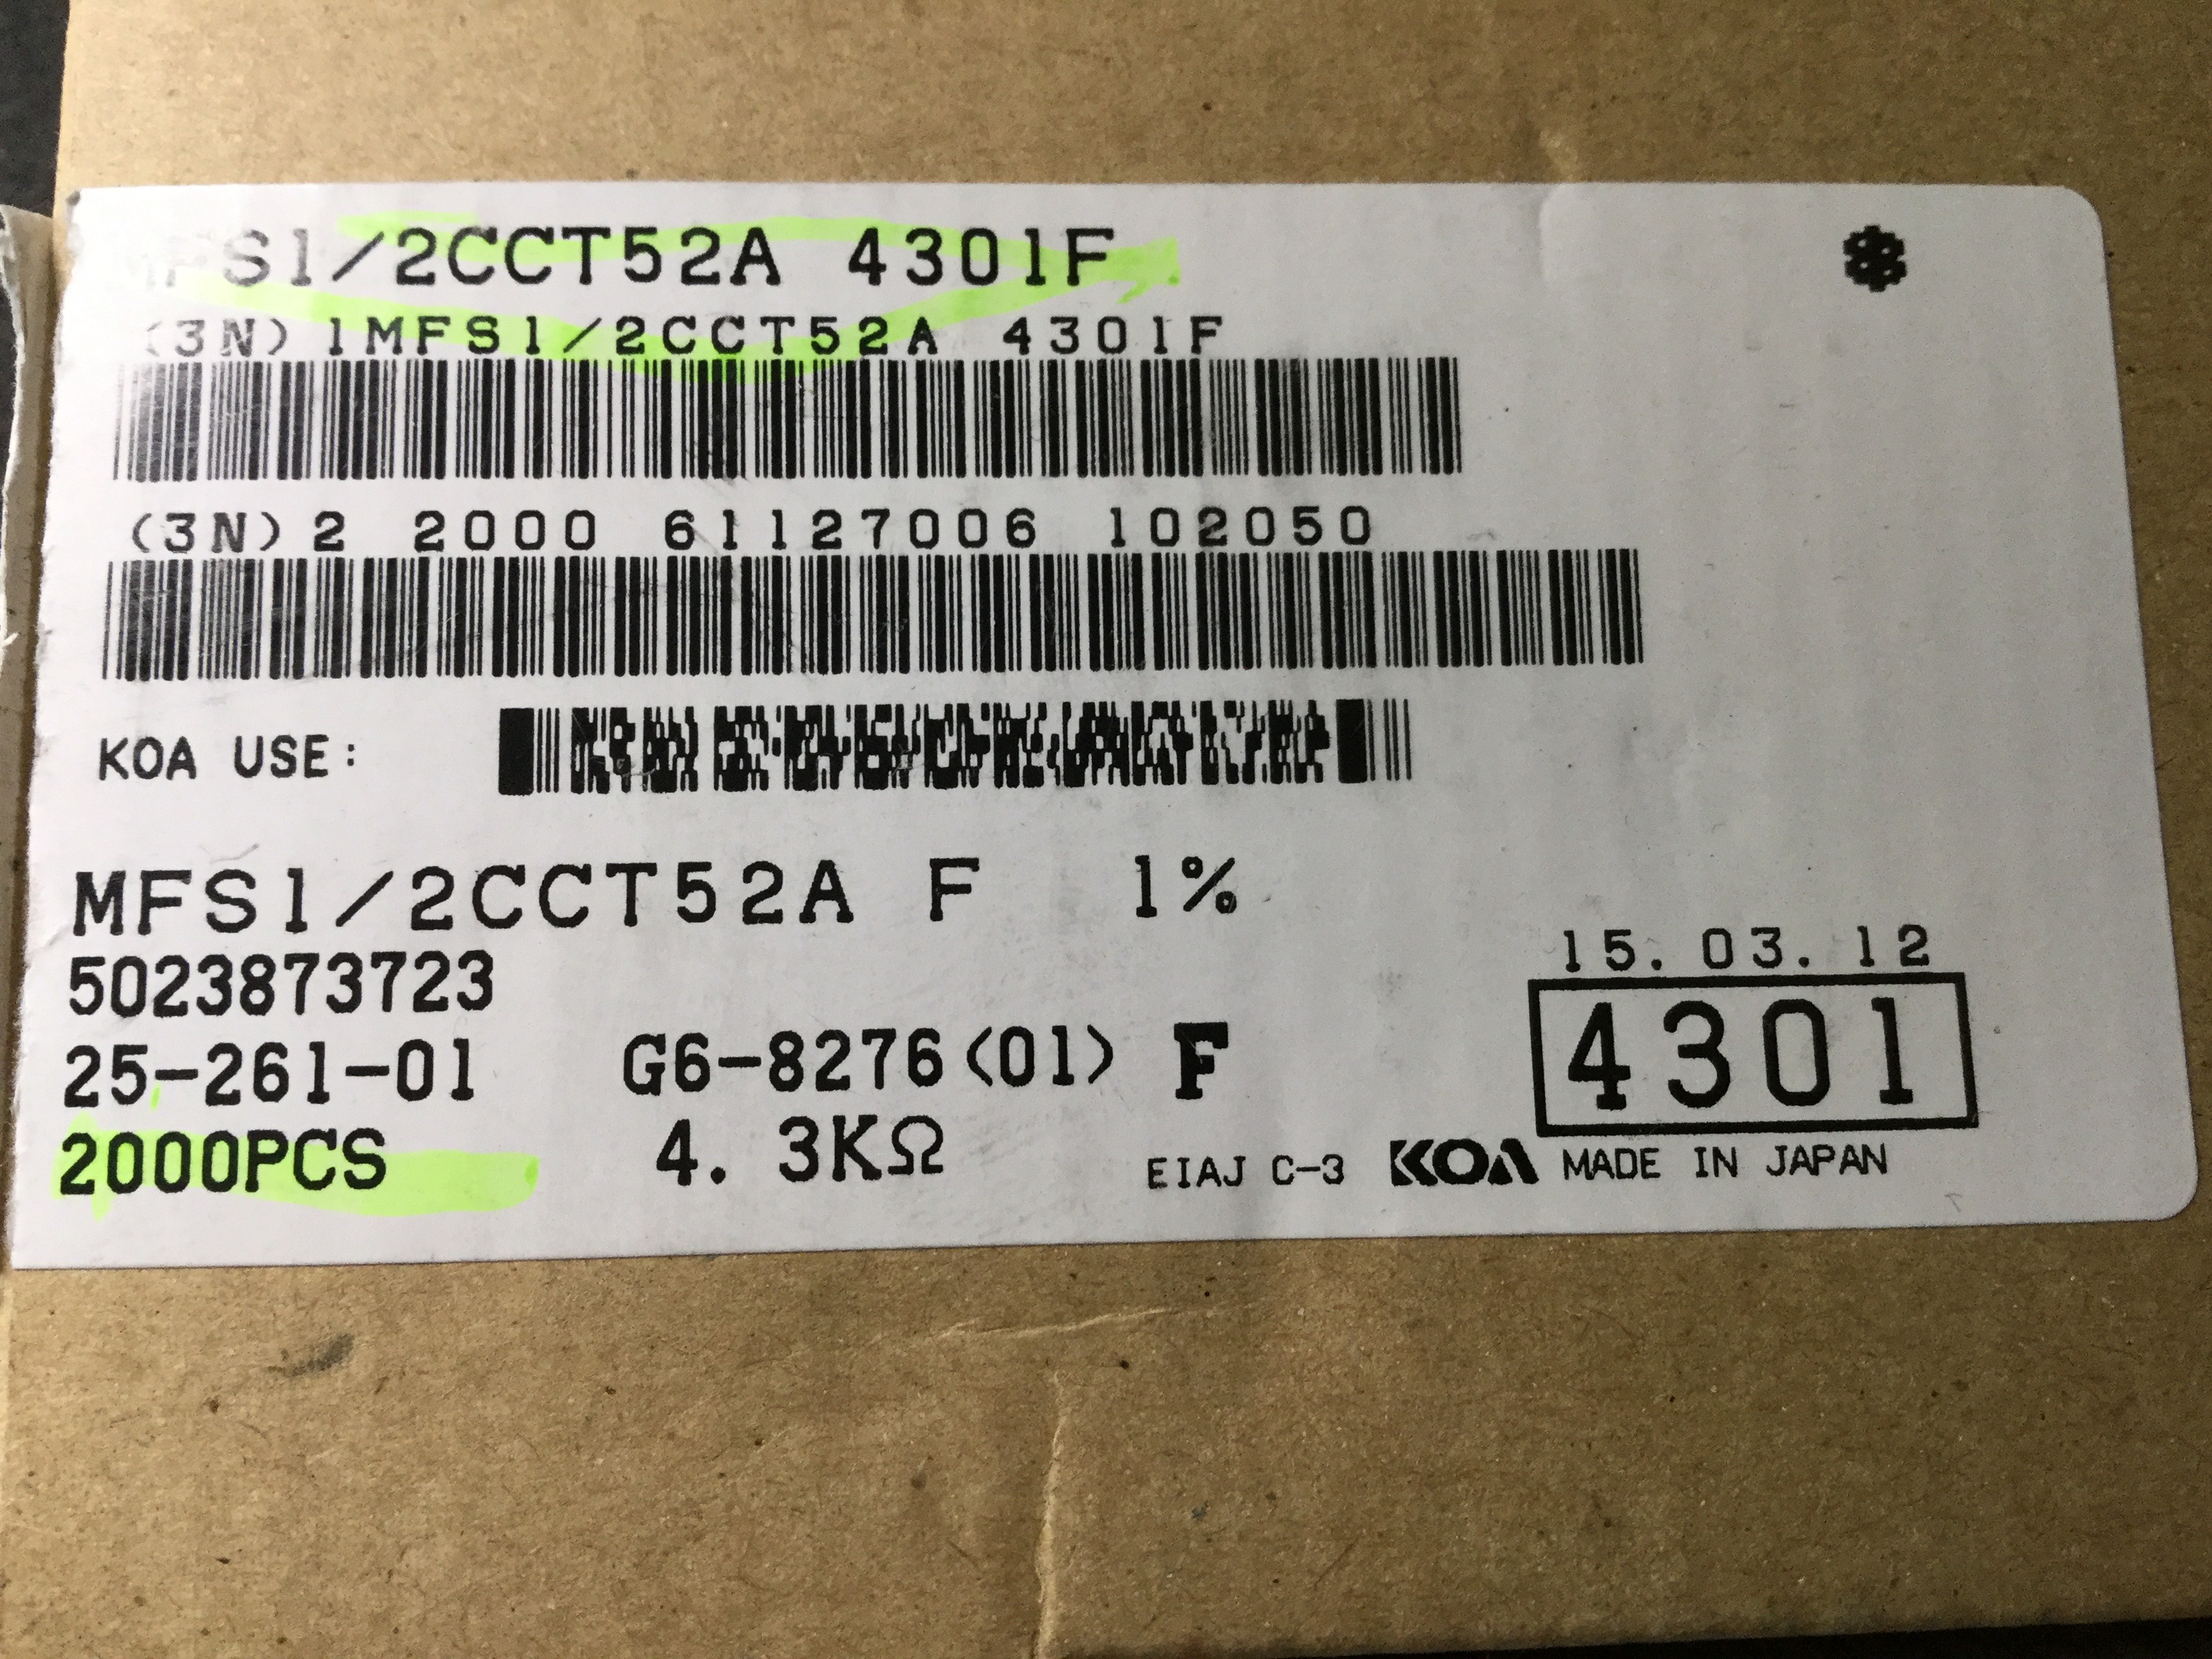 MFS1/2CCT52A 4301F
(3N) 1MFS1/2CCT52A 4301F
(3N) 2 2000 61127006 102050
KOA USE:
MFS1/2CCT52A F 1%
5023873723
15.03.12
25-261-01 G6-8276(01) F 4301
2000PCS 4.3KΩ EIAJ C-3 KOA MADE IN JAPAN